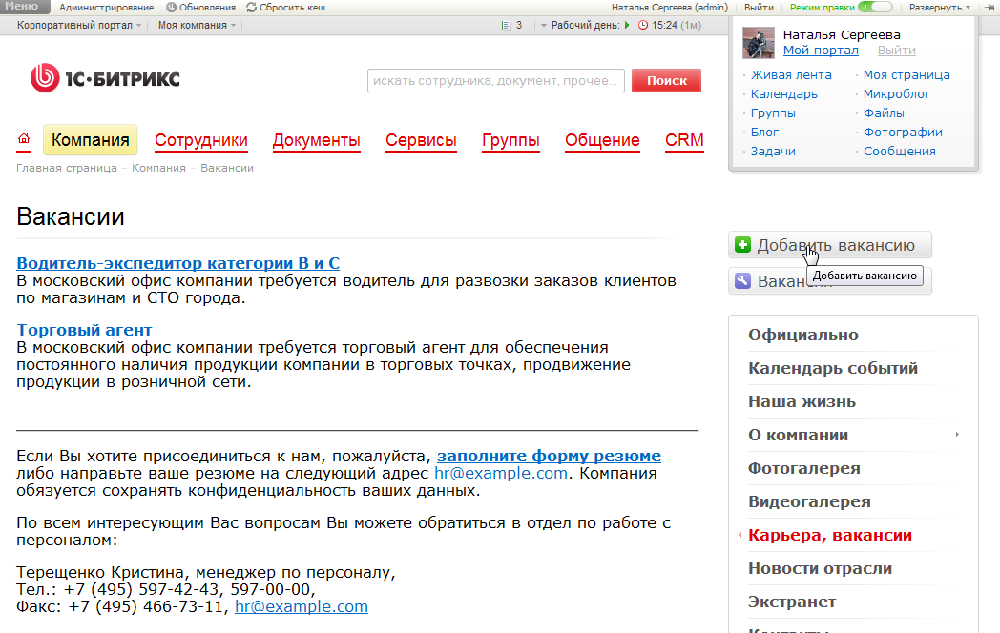 Меню Администрирование Обновления Сбросить кеш Наталья Сергеева (admin) Выйти Режим правки Развернуть
Корпоративный портал Моя компания 3 Рабочий день: 15:24 (1м)
Наталья Сергеева
Мой портал Выйти
Живая лента Моя страница
Календарь Микроблог
Группы Файлы
Блог Фотографии
Задачи Сообщения
1С·БИТРИКС
искать сотрудника, документ, прочее... Поиск
Компания Сотрудники Документы Сервисы Группы Общение CRM
Главная страница – Компания – Вакансии
Вакансии
Водитель-экспедитор категории В и С
В московский офис компании требуется водитель для развозки заказов клиентов
по магазинам и СТО города.
Торговый агент
В московский офис компании требуется торговый агент для обеспечения
постоянного наличия продукции компании в торговых точках, продвижение
продукции в розничной сети.
Если Вы хотите присоединиться к нам, пожалуйста, заполните форму резюме
либо направьте ваше резюме на следующий адрес hr@example.com. Компания
обязуется сохранять конфиденциальность ваших данных.
По всем интересующим Вас вопросам Вы можете обратиться в отдел по работе с
персоналом:
Терещенко Кристина, менеджер по персоналу,
Тел.: +7 (495) 597-42-43, 597-00-00,
Факс: +7 (495) 466-73-11, hr@example.com
Добавить вакансию
Добавить вакансию
Официально
Календарь событий
Наша жизнь
О компании
Фотогалерея
Видеогалерея
Карьера, вакансии
Новости отрасли
Экстранет